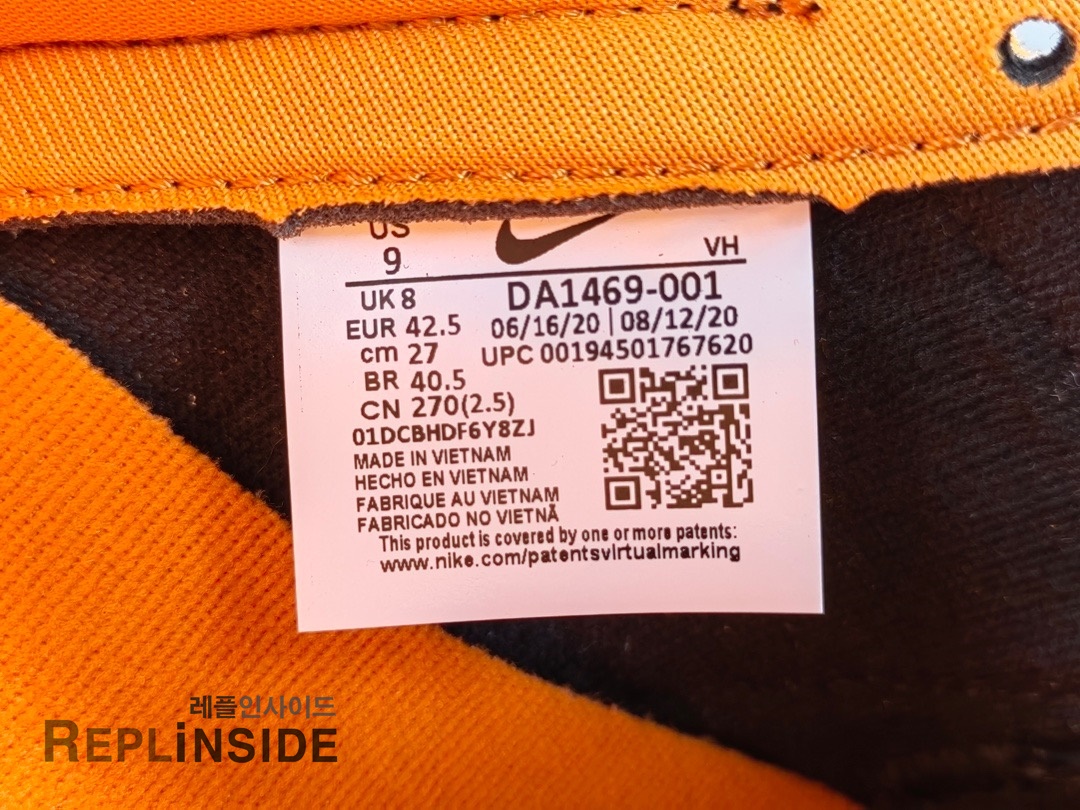 US
9
VH
UK 8
DA1469-001
EUR 42.5
06/16/20 | 08/12/20
cm 27
UPC 00194501767620
BR 40.5
CN 270(2.5)
01DCBHDF6Y8ZJ
MADE IN VIETNAM
HECHO EN VIETNAM
FABRIQUE AU VIETNAM
FABRICADO NO VIETNÃ
This product is covered by one or more patents:
www.nike.com/patentsvirtualmarking
레플인사이드
REPLiNSIDE